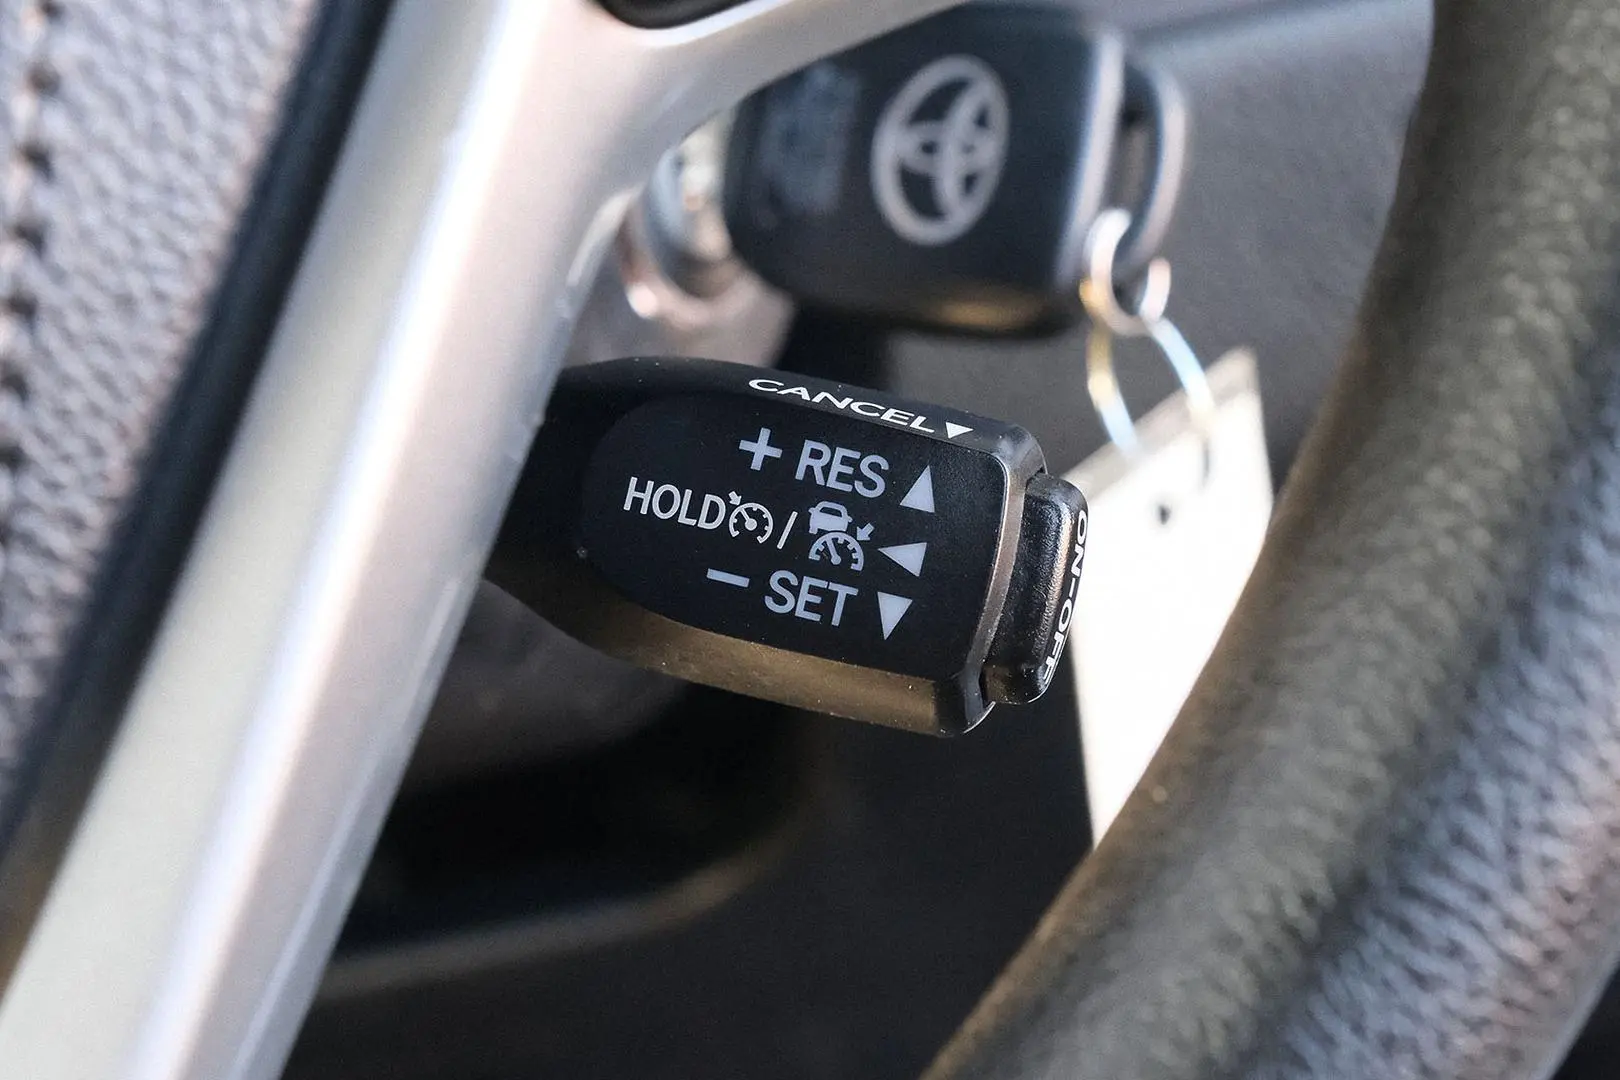 CANCEL▼
+ RES ▲
HOLD / ◀
− SET ▼
ON-OFF